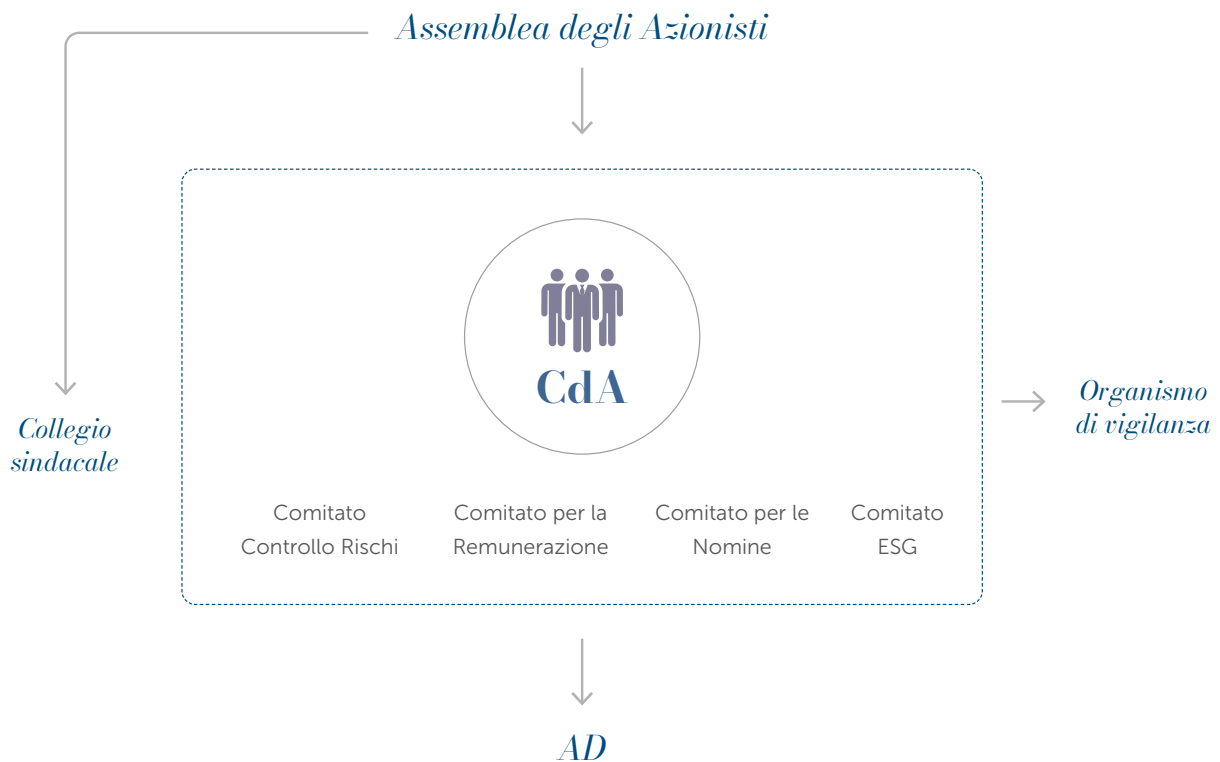 Assemblea degli Azionisti
CdA
Organismo
di vigilanza
Collegio
sindacale
Comitato
Controllo Rischi
Comitato per la
Remunerazione
Comitato per le
Nomine
Comitato
ESG
AD